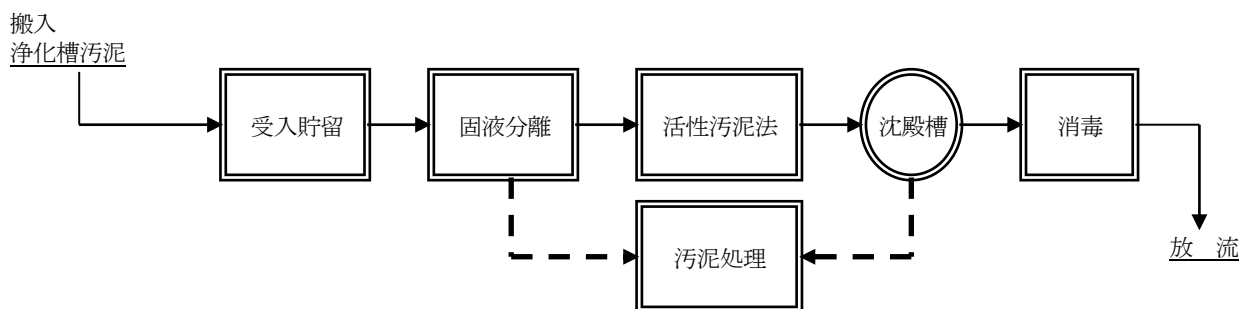 搬入
浄化槽汚泥
受入貯留
固液分離
活性汚泥法
沈殿槽
消毒
汚泥処理
放　流